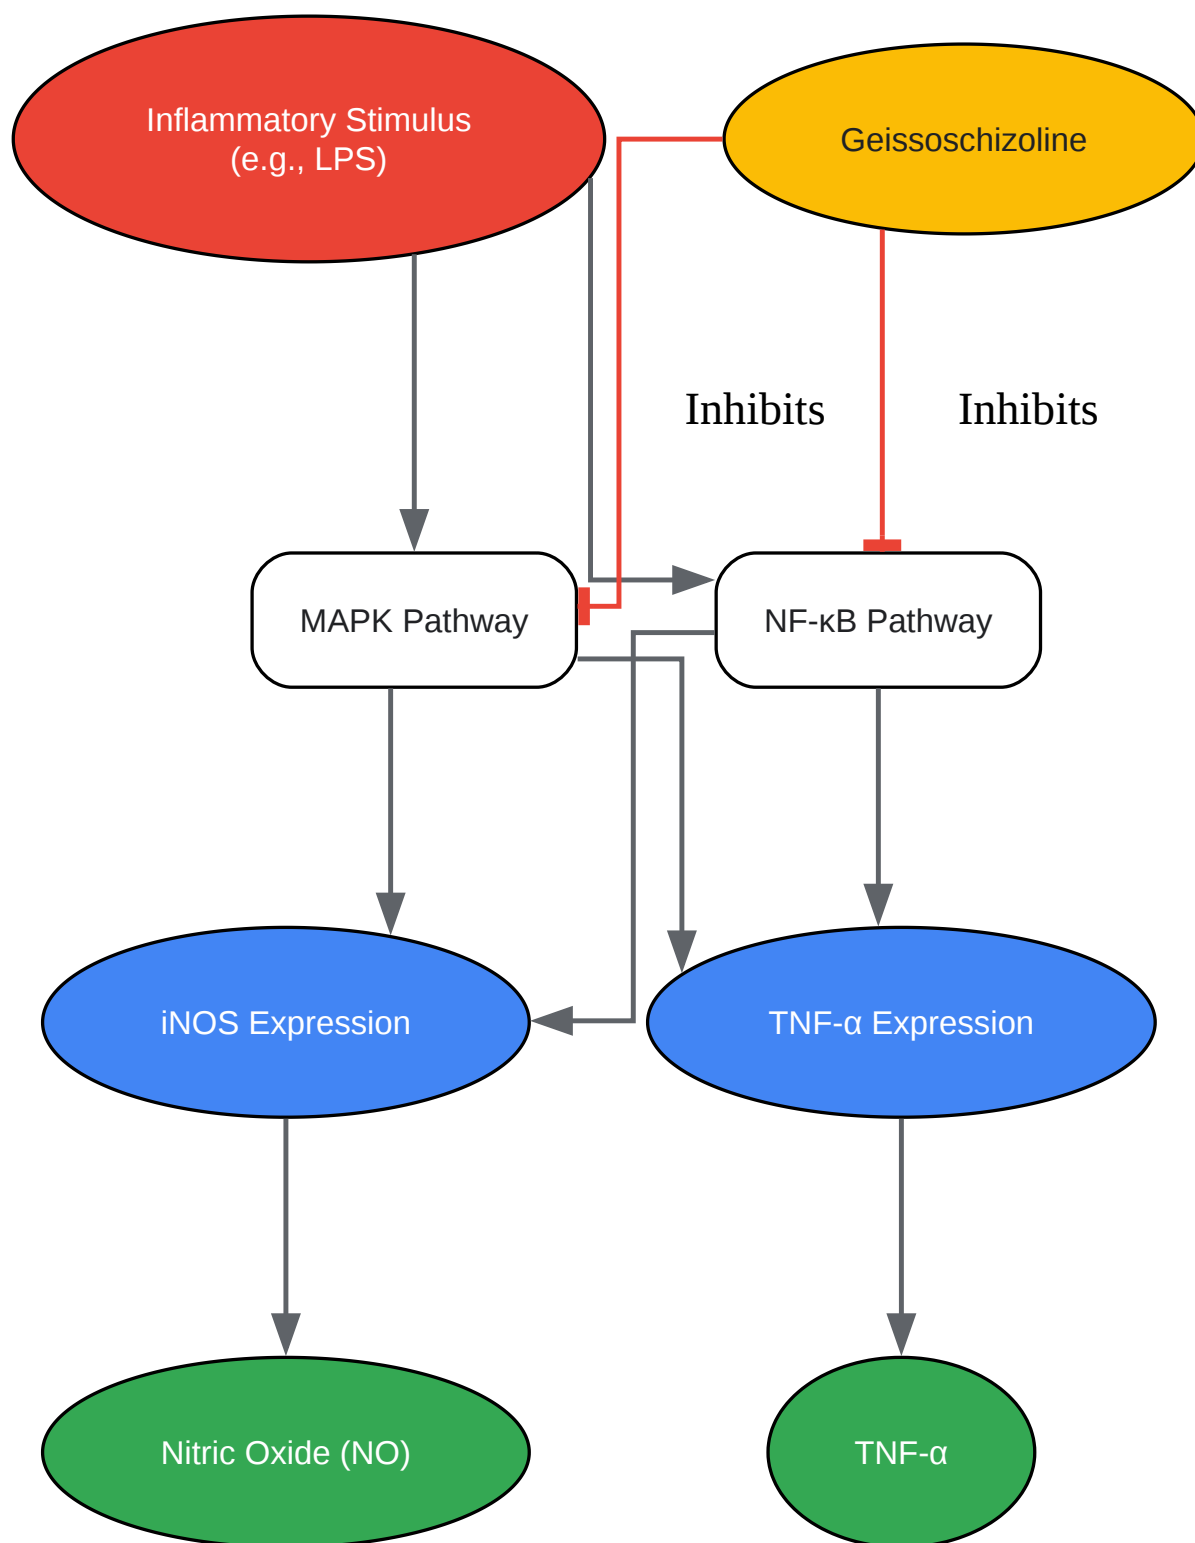 Inflammatory Stimulus
(e.g., LPS)
Geissoschizoline
Inhibits
Inhibits
MAPK Pathway
NF-κB Pathway
iNOS Expression
TNF-α Expression
Nitric Oxide (NO)
TNF-α